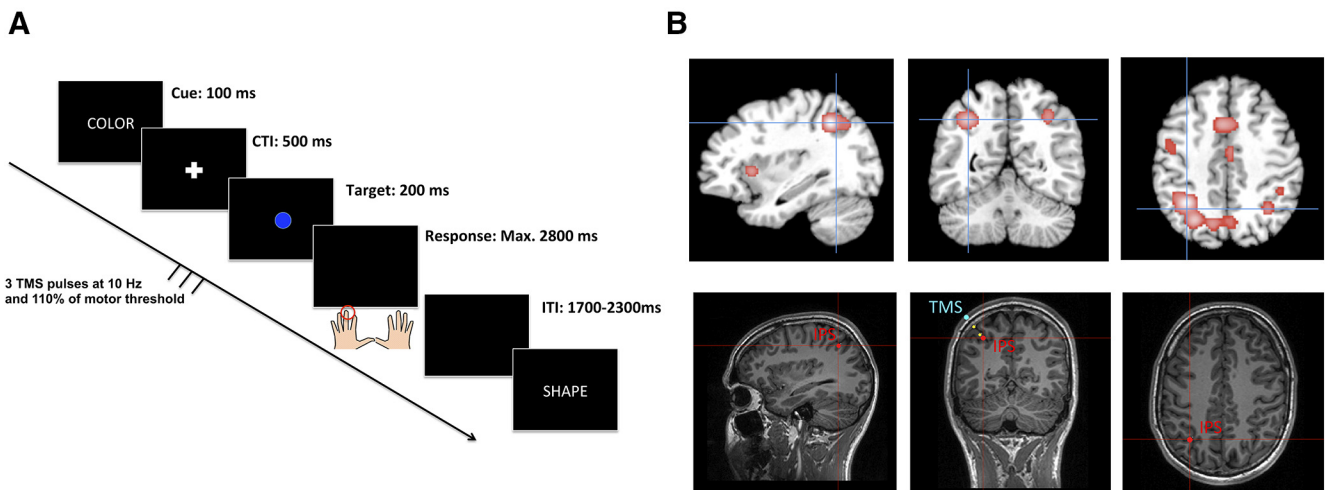 A
COLOR
Cue: 100 ms
CTI: 500 ms
Target: 200 ms
Response: Max. 2800 ms
3 TMS pulses at 10 Hz
and 110% of motor threshold
ITI: 1700-2300ms
SHAPE
B
IPS
TMS
IPS
IPS